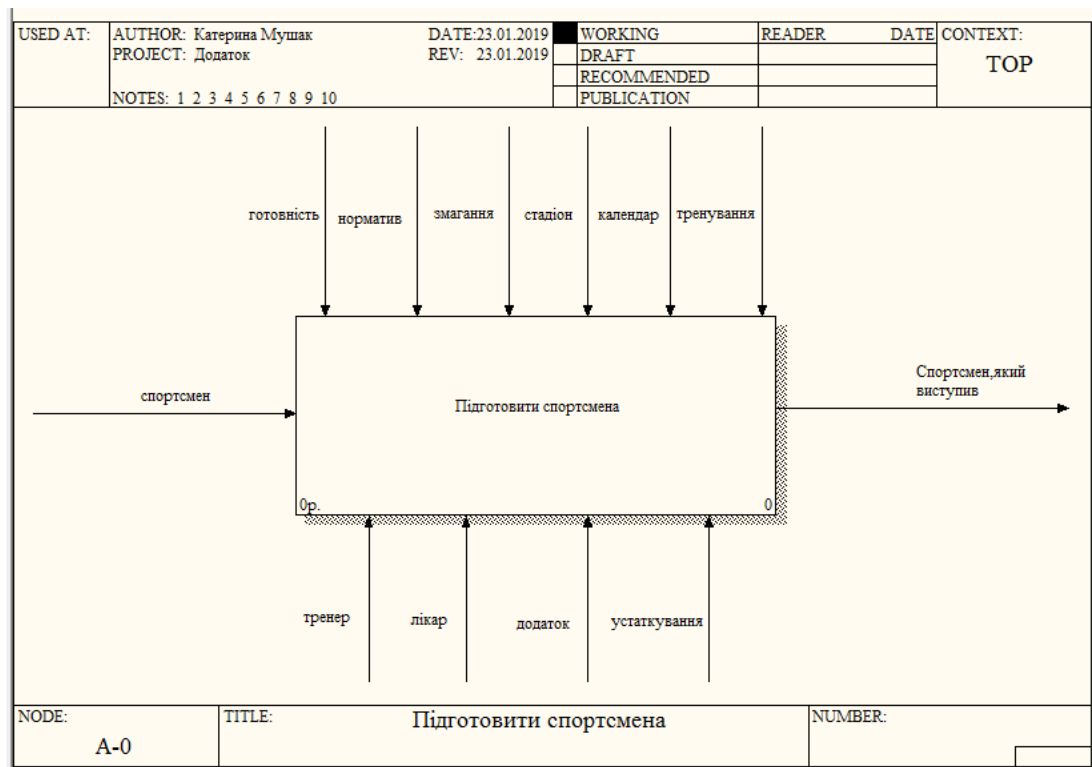 USED AT:
AUTHOR: Катерина Мушак
DATE:23.01.2019
WORKING
READER
DATE
CONTEXT:
PROJECT: Додаток
REV: 23.01.2019
DRAFT
TOP
RECOMMENDED
NOTES: 1 2 3 4 5 6 7 8 9 10
PUBLICATION
готовність
норматив
змагання
стадіон
календар
тренування
спортсмен
Підготовити спортсмена
Спортсмен,який
виступив
0р.
0
тренер
лікар
додаток
устаткування
NODE:
TITLE:
Підготовити спортсмена
NUMBER:
A-0